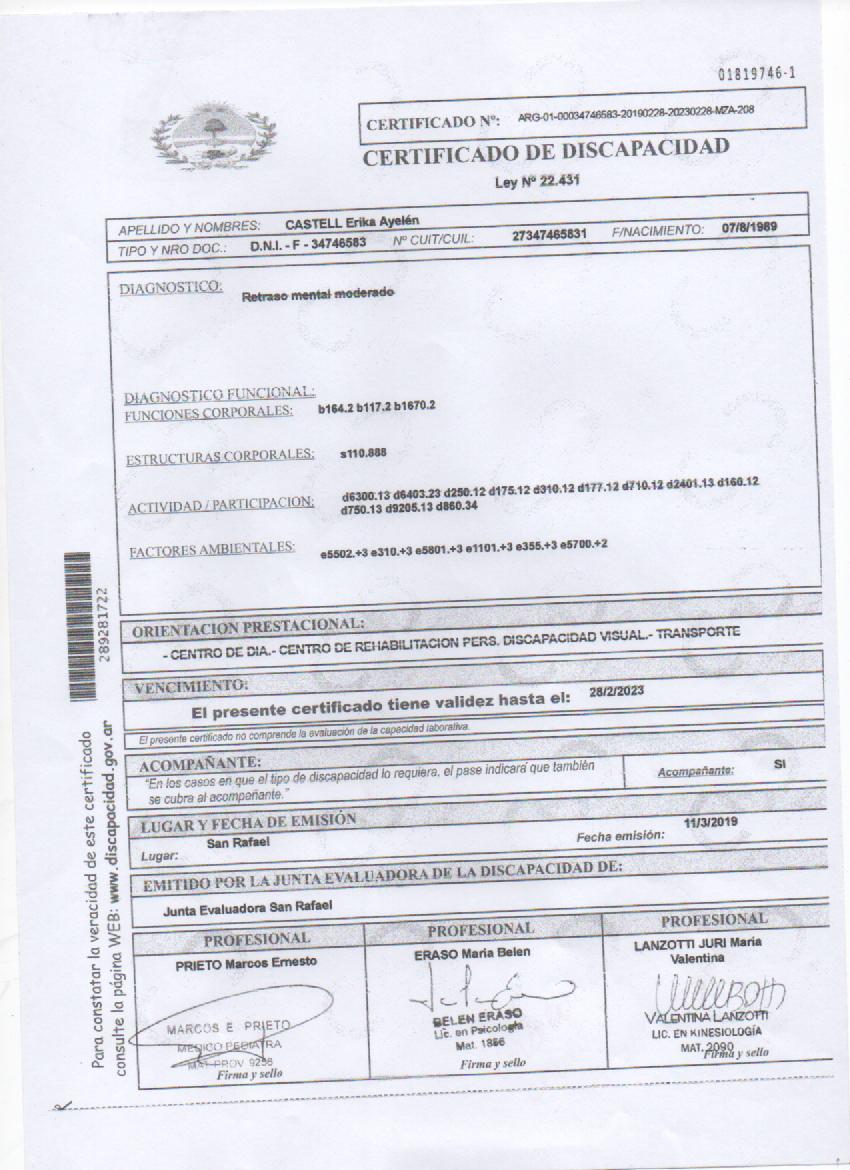 01819746-1
CERTIFICADO Nº: ARG-01-00034746583-20190228-20230228-MZA-208
CERTIFICADO DE DISCAPACIDAD
Ley Nº 22.431
APELLIDO Y NOMBRES: CASTELL Erika Ayelén
TIPO Y NRO DOC.: D.N.I. - F - 34746583 Nº CUIT/CUIL: 27347465831 F/NACIMIENTO: 07/8/1989
DIAGNOSTICO: Retraso mental moderado
DIAGNOSTICO FUNCIONAL:
FUNCIONES CORPORALES: b164.2 b117.2 b1670.2
ESTRUCTURAS CORPORALES: s110.888
ACTIVIDAD / PARTICIPACION: d6300.13 d6403.23 d250.12 d175.12 d310.12 d177.12 d710.12 d2401.13 d160.12
d750.13 d9205.13 d860.34
FACTORES AMBIENTALES: e5502.+3 e310.+3 e5801.+3 e1101.+3 e355.+3 e5700.+2
ORIENTACION PRESTACIONAL:
- CENTRO DE DIA.- CENTRO DE REHABILITACION PERS. DISCAPACIDAD VISUAL.- TRANSPORTE
VENCIMIENTO:
El presente certificado tiene validez hasta el: 28/2/2023
El presente certificado no comprende la evaluación de la capacidad laborativa.
ACOMPAÑANTE:
"En los casos en que el tipo de discapacidad lo requiera, el pase indicará que también
se cubra al acompañante."
Acompañante: SI
LUGAR Y FECHA DE EMISIÓN
Lugar: San Rafael Fecha emisión: 11/3/2019
EMITIDO POR LA JUNTA EVALUADORA DE LA DISCAPACIDAD DE:
Junta Evaluadora San Rafael
PROFESIONAL
PRIETO Marcos Ernesto
MARCOS E. PRIETO
MEDICO PEDIATRA
MAT PROV 9258
Firma y sello
PROFESIONAL
ERASO Maria Belen
BELEN ERASO
Lic. en Psicología
Mat. 1856
Firma y sello
PROFESIONAL
LANZOTTI JURI Maria
Valentina
VALENTINA LANZOTTI
LIC. EN KINESIOLOGÍA
MAT. 2090
Firma y sello
289281722
Para constatar la veracidad de este certificado
consulte la página WEB: www.discapacidad.gov.ar